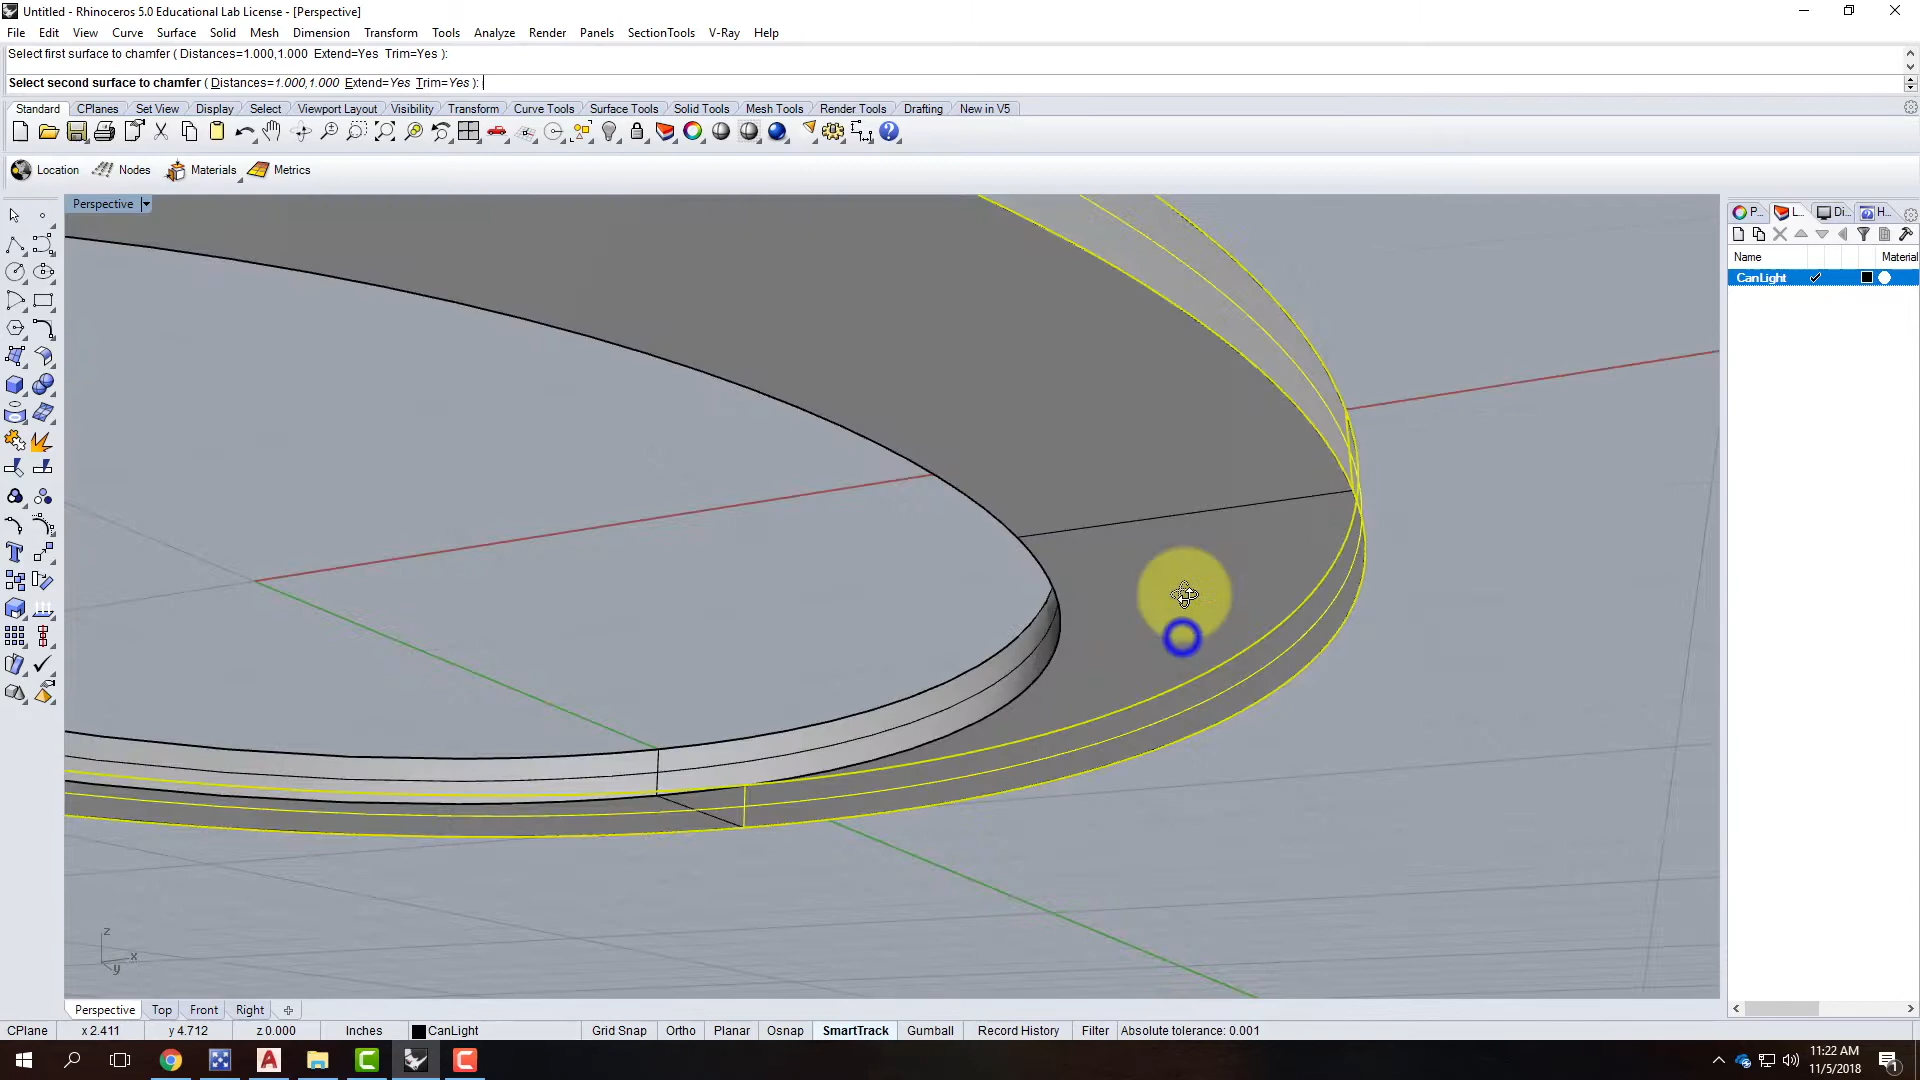 Untitled - Rhinoceros 5.0 Educational Lab License - [Perspective]
File Edit View Curve Surface Solid Mesh Dimension Transform Tools Analyze Render Panels SectionTools V-Ray Help
Select first surface to chamfer ( Distances=1.000,1.000 Extend=Yes Trim=Yes ):
Select second surface to chamfer ( Distances=1.000,1.000 Extend=Yes Trim=Yes ):
Standard CPlanes Set View Display Select Viewport Layout Visibility Transform Curve Tools Surface Tools Solid Tools Mesh Tools Render Tools Drafting New in V5
Location Nodes Materials Metrics
Perspective
P... L... Di... H...
Name Material
CanLight
z
x
y
Perspective Top Front Right
CPlane x 2.411 y 4.712 z 0.000 Inches CanLight Grid Snap Ortho Planar Osnap SmartTrack Gumball Record History Filter Absolute tolerance: 0.001
11:22 AM
11/5/2018
1